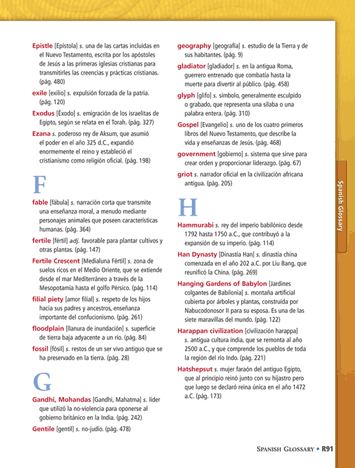 Epistle [Epístola] s. una de las cartas incluidas en
el Nuevo Testamento, escrita por los apóstoles
de Jesús a las primeras iglesias cristianas para
transmitirles las creencias y prácticas cristianas.
(pág. 480)
exile [exilio] s. expulsión forzada de la patria.
(pág. 120)
Exodus [Éxodo] s. emigración de los israelitas de
Egipto, según se relata en el Torah. (pág. 327)
Ezana s. poderoso rey de Aksum, que asumió
el poder en el año 325 d.C., expandió
enormemente el reino y estableció el
cristianismo como religión oficial. (pág. 198)
F
fable [fábula] s. narración corta que transmite
una enseñanza moral, a menudo mediante
personajes animales que poseen características
humanas. (pág. 364)
fertile [fértil] adj. favorable para plantar cultivos y
otras plantas. (pág. 147)
Fertile Crescent [Medialuna Fértil] s. zona de
suelos ricos en el Medio Oriente, que se extiende
desde el mar Mediterráneo a través de la
Mesopotamia hasta el golfo Pérsico. (pág. 114)
filial piety [amor filial] s. respeto de los hijos
hacia sus padres y ancestros, enseñanza
importante del confucionismo. (pág. 261)
floodplain [llanura de inundación] s. superficie
de tierra baja adyacente a un río. (pág. 84)
fossil [fósil] s. restos de un ser vivo antiguo que se
ha preservado en la tierra. (pág. 28)
G
Gandhi, Mohandas [Gandhi, Mahatma] s. líder
que utilizó la no-violencia para oponerse al
gobierno británico en la India. (pág. 242)
Gentile [gentil] s. no-judío. (pág. 478)
geography [geografía] s. estudio de la Tierra y de
sus habitantes. (pág. 9)
gladiator [gladiador] s. en la antigua Roma,
guerrero entrenado que combatía hasta la
muerte para divertir al público. (pág. 458)
glyph [glifo] s. símbolo, generalmente esculpido
o grabado, que representa una sílaba o una
palabra entera. (pág. 310)
Gospel [Evangelio] s. uno de los cuatro primeros
libros del Nuevo Testamento, que describe la
vida y enseñanzas de Jesús. (pág. 468)
government [gobierno] s. sistema que sirve para
crear orden y proporcionar liderazgo. (pág. 67)
griot s. narrador oficial en la civilización africana
antigua. (pág. 205)
H
Hammurabi s. rey del imperio babilónico desde
1792 hasta 1750 a.C., que contribuyó a la
expansión de su imperio. (pág. 114)
Han Dynasty [Dinastía Han] s. dinastía china
comenzada en el año 202 a.C. por Liu Bang, que
reunificó la China. (pág. 269)
Hanging Gardens of Babylon [Jardines
colgantes de Babilonia] s. montaña artificial
cubierta por árboles y plantas, construida por
Nabucodonosor II para su esposa. Es una de las
siete maravillas del mundo. (pág. 122)
Harappan civilization [civilización harappa]
s. antigua cultura india, que se remonta al año
2500 a.C., y que comprende los pueblos de toda
la región del río Indo. (pág. 221)
Hatshepsut s. mujer faraón del antiguo Egipto,
que al principio reinó junto con su hijastro pero
que luego se declaró reina única en el año 1472
a.C. (pág. 173)
Spanish Glossary
SPANISH GLOSSARY • R91